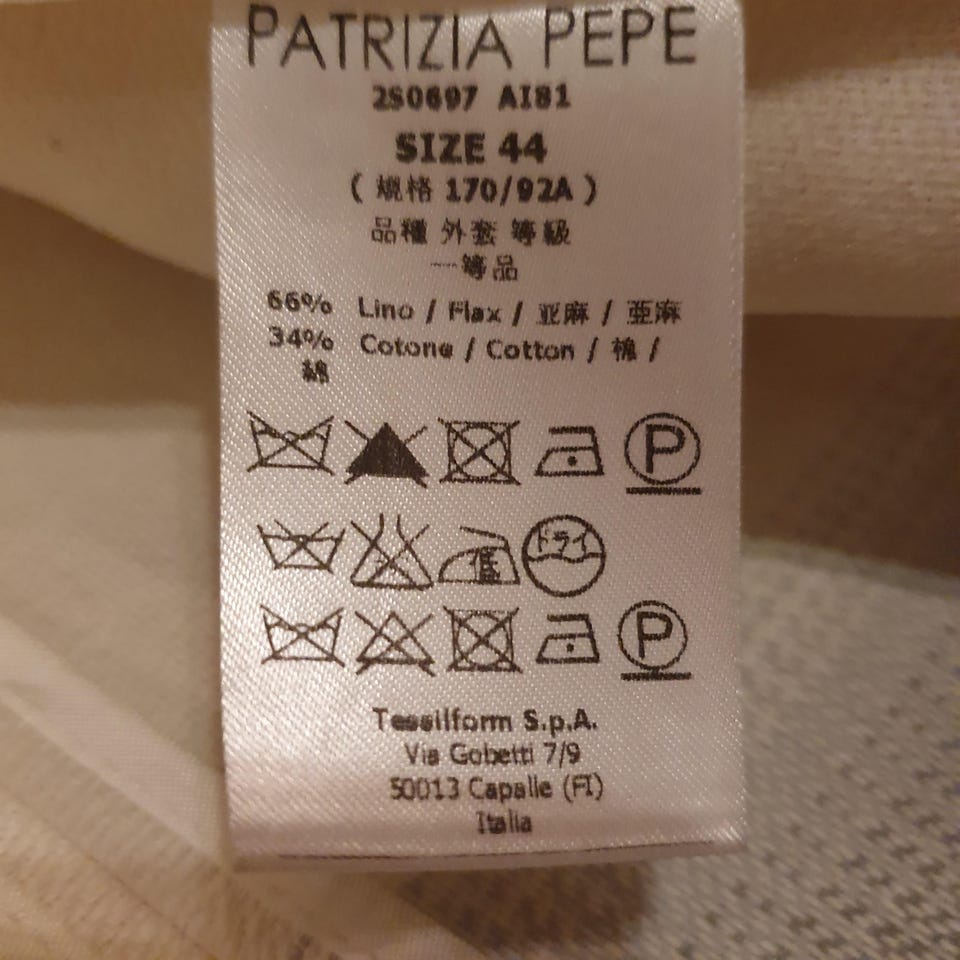 PATRIZIA PEPE
2S0697 AI81
SIZE 44
( 規格 170/92A )
品種 外套 等級
一等品
66% Lino / Flax / 亚麻 / 亜麻
34% Cotone / Cotton / 棉 /
綿
P
ドライ
低
P
Tessilform S.p.A.
Via Gobetti 7/9
50013 Capalle (FI)
Italia